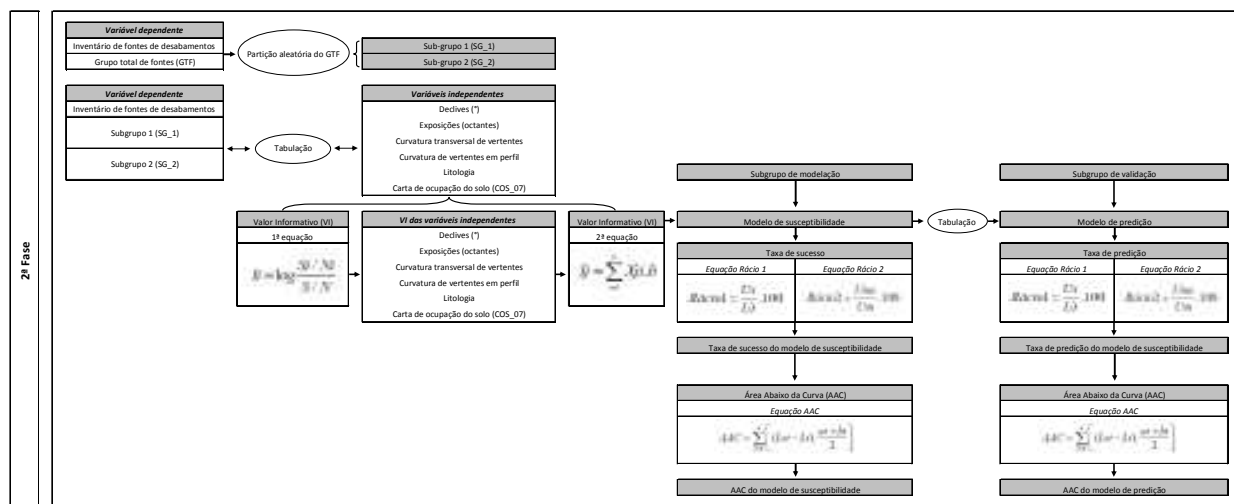 2ª Fase
Variável dependente
Inventário de fontes de desabamentos
Grupo total de fontes (GTF)
Partição aleatória do GTF
Sub-grupo 1 (SG_1)
Sub-grupo 2 (SG_2)
Variável dependente
Inventário de fontes de desabamentos
Subgrupo 1 (SG_1)
Subgrupo 2 (SG_2)
Tabulação
Variáveis independentes
Declives (°)
Exposições (octantes)
Curvatura transversal de vertentes
Curvatura de vertentes em perfil
Litologia
Carta de ocupação do solo (COS_07)
Valor Informativo (VI)
1ª equação
VI das variáveis independentes
Declives (°)
Exposições (octantes)
Curvatura transversal de vertentes
Curvatura de vertentes em perfil
Litologia
Carta de ocupação do solo (COS_07)
Valor Informativo (VI)
2ª equação
Subgrupo de modelação
Modelo de susceptibilidade
Taxa de sucesso
Equação Rácio 1
Equação Rácio 2
Taxa de sucesso do modelo de susceptibilidade
Área Abaixo da Curva (AAC)
Equação AAC
AAC do modelo de susceptibilidade
Tabulação
Subgrupo de validação
Modelo de predição
Taxa de predição
Equação Rácio 1
Equação Rácio 2
Taxa de predição do modelo de susceptibilidade
Área Abaixo da Curva (AAC)
Equação AAC
AAC do modelo de predição